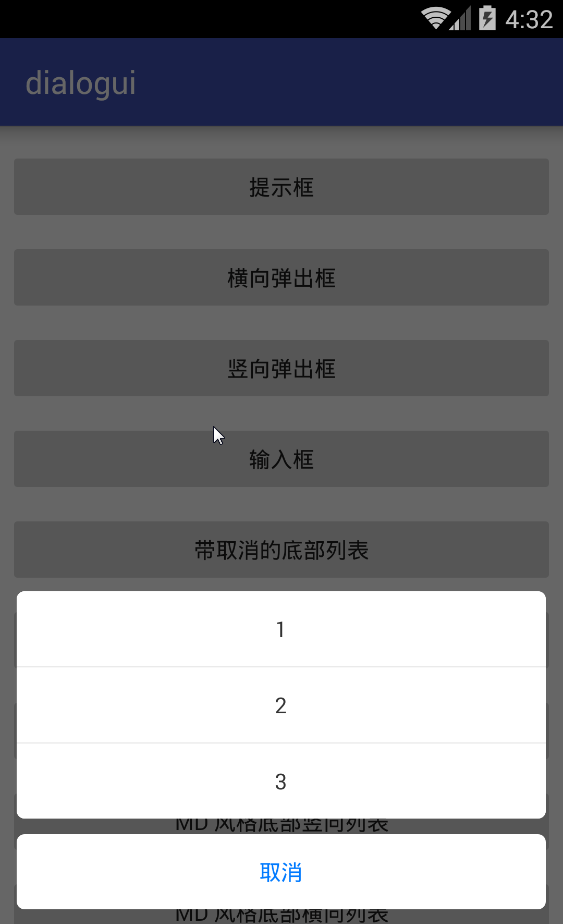 4:32
dialogui
提示框
横向弹出框
竖向弹出框
输入框
带取消的底部列表
1
2
3
MD 风格底部竖向列表
取消
MD 风格底部横向列表